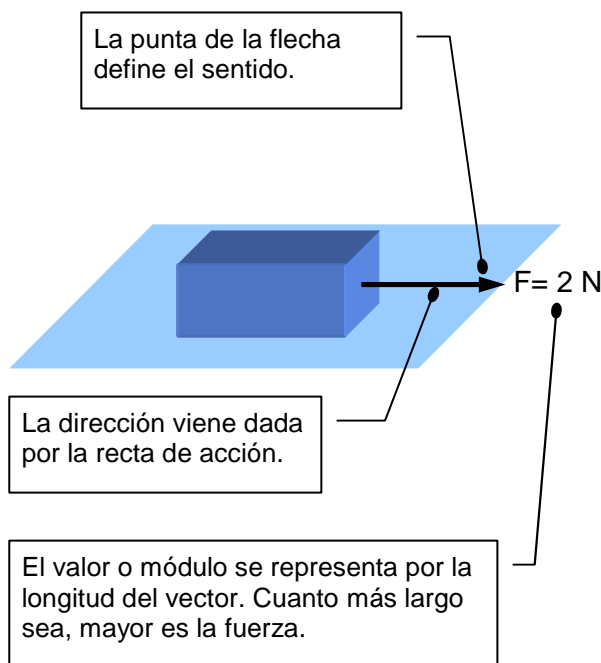 La punta de la flecha
define el sentido.
F= 2 N
La dirección viene dada
por la recta de acción.
El valor o módulo se representa por la
longitud del vector. Cuanto más largo
sea, mayor es la fuerza.